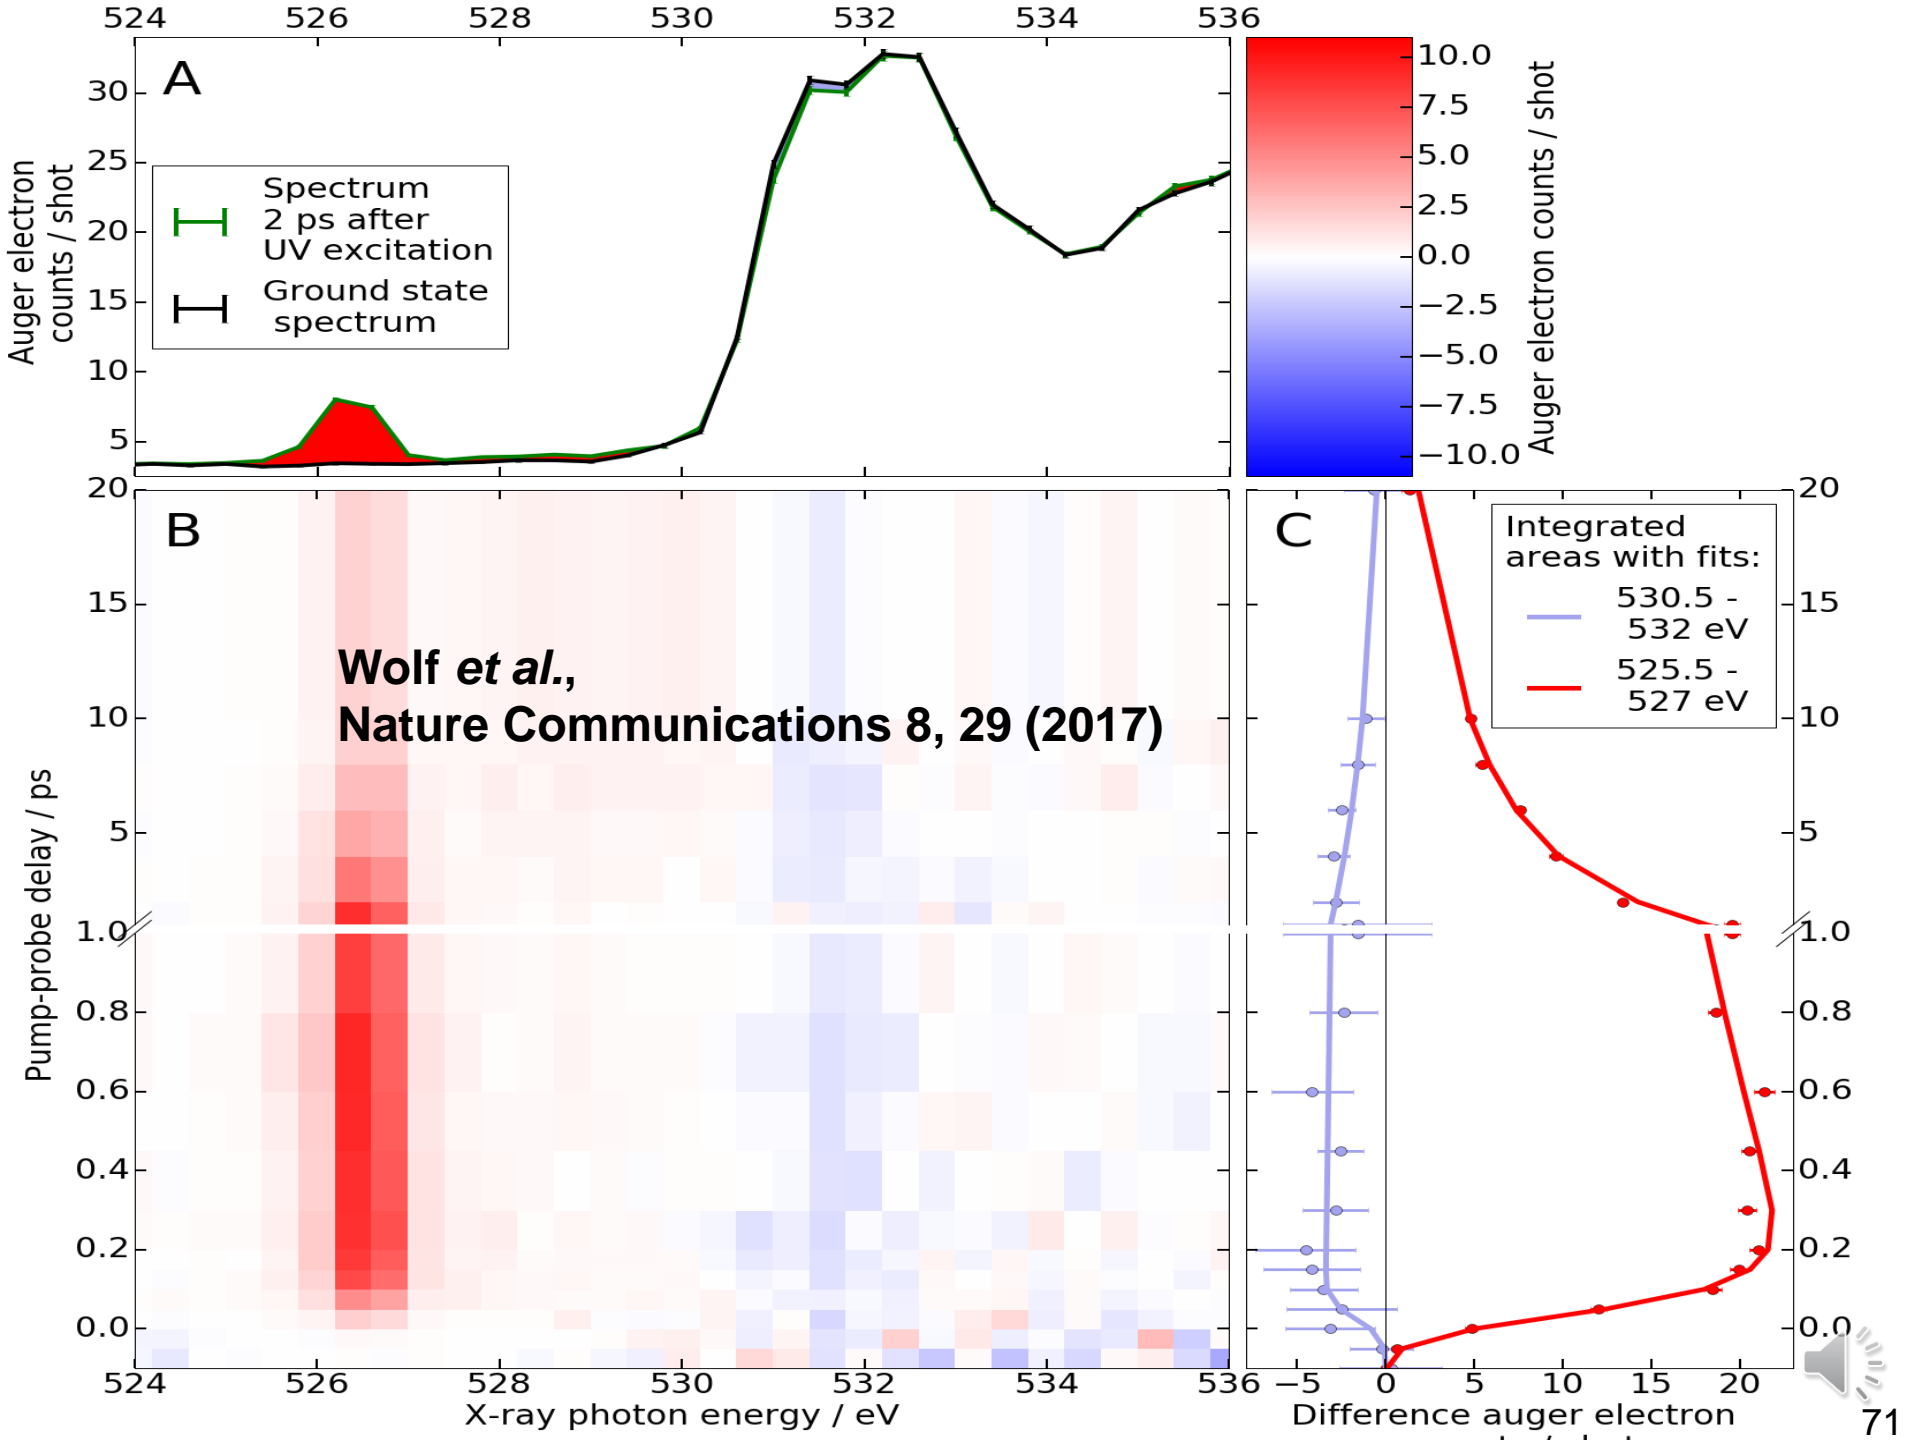 524 526 528 530 532 534 536
A
30
25
20
15
10
5
Auger electron
counts / shot
Spectrum
2 ps after
UV excitation
Ground state
spectrum
10.0
7.5
5.0
2.5
0.0
−2.5
−5.0
−7.5
−10.0
Auger electron counts / shot
B
20
15
10
5
1.0
0.8
0.6
0.4
0.2
0.0
Pump-probe delay / ps
Wolf et al.,
Nature Communications 8, 29 (2017)
524 526 528 530 532 534 536
X-ray photon energy / eV
C
Integrated
areas with fits:
530.5 -
532 eV
525.5 -
527 eV
20
15
10
5
1.0
0.8
0.6
0.4
0.2
0.0
−5 0 5 10 15 20
Difference auger electron
71